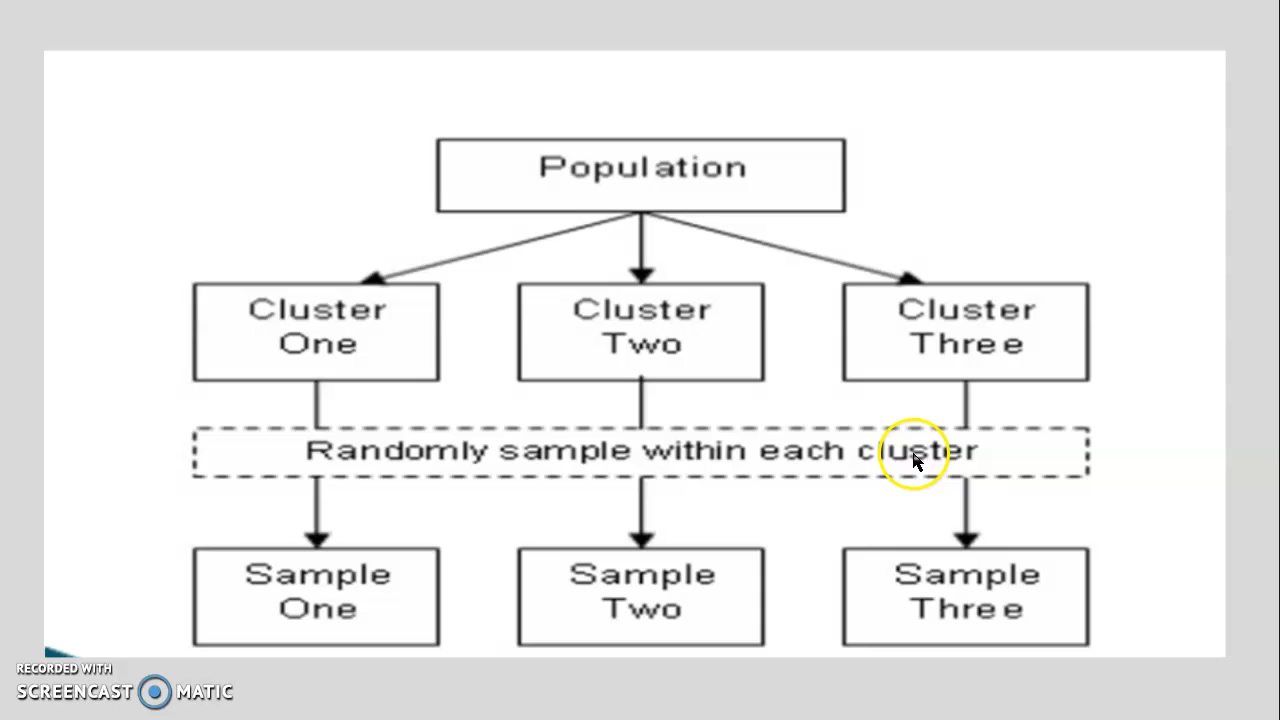 Population
Cluster
One
Cluster
Two
Cluster
Three
Randomly sample within each cluster
Sample
One
Sample
Two
Sample
Three
RECORDED WITH
SCREENCAST MATIC